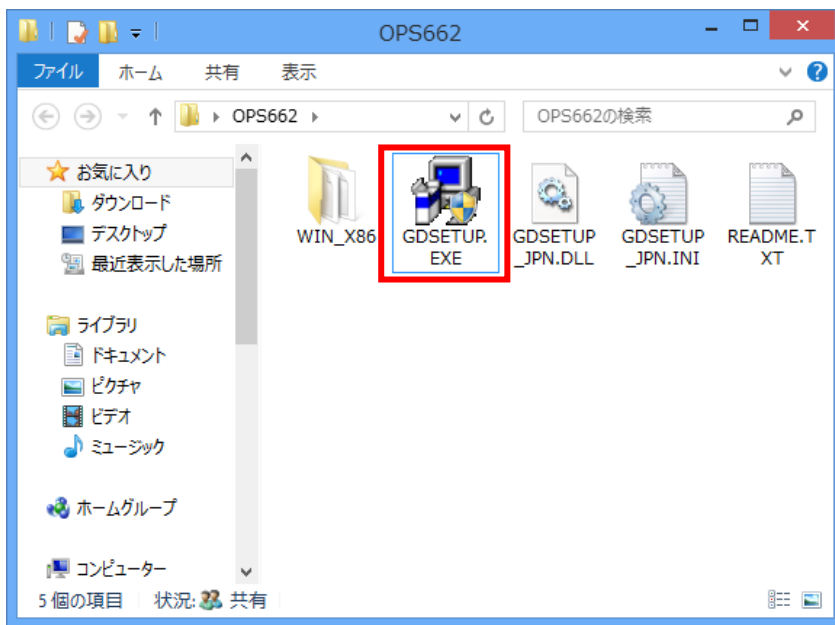 OPS662
ファイル ホーム 共有 表示
OPS662
OPS662の検索
お気に入り
ダウンロード
デスクトップ
最近表示した場所
ライブラリ
ドキュメント
ピクチャ
ビデオ
ミュージック
ホームグループ
コンピューター
WIN_X86
GDSETUP.
EXE
GDSETUP
_JPN.DLL
GDSETUP
_JPN.INI
README.T
XT
5 個の項目 状況: 共有